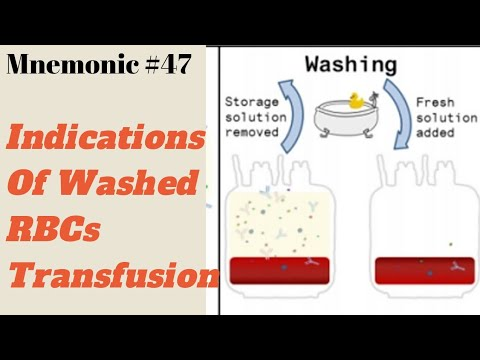 Mnemonic #47
Indications
Of Washed
RBCs
Transfusion
Washing
Storage
solution
removed
Fresh
solution
added